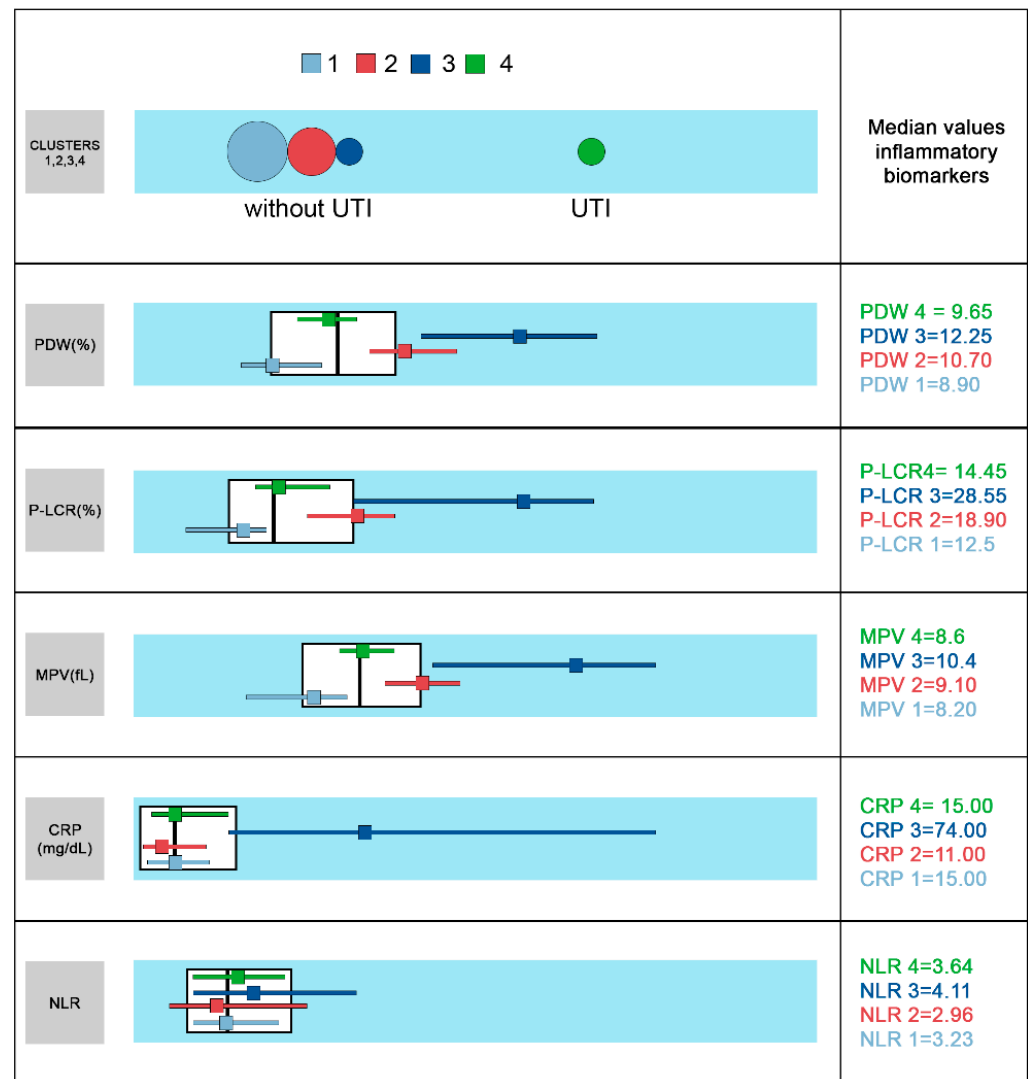 1 2 3 4
CLUSTERS
1,2,3,4
without UTI
UTI
Median values
inflammatory
biomarkers
PDW(%)
PDW 4 = 9.65
PDW 3=12.25
PDW 2=10.70
PDW 1=8.90
P-LCR(%)
P-LCR4= 14.45
P-LCR 3=28.55
P-LCR 2=18.90
P-LCR 1=12.5
MPV(fL)
MPV 4=8.6
MPV 3=10.4
MPV 2=9.10
MPV 1=8.20
CRP
(mg/dL)
CRP 4= 15.00
CRP 3=74.00
CRP 2=11.00
CRP 1=15.00
NLR
NLR 4=3.64
NLR 3=4.11
NLR 2=2.96
NLR 1=3.23